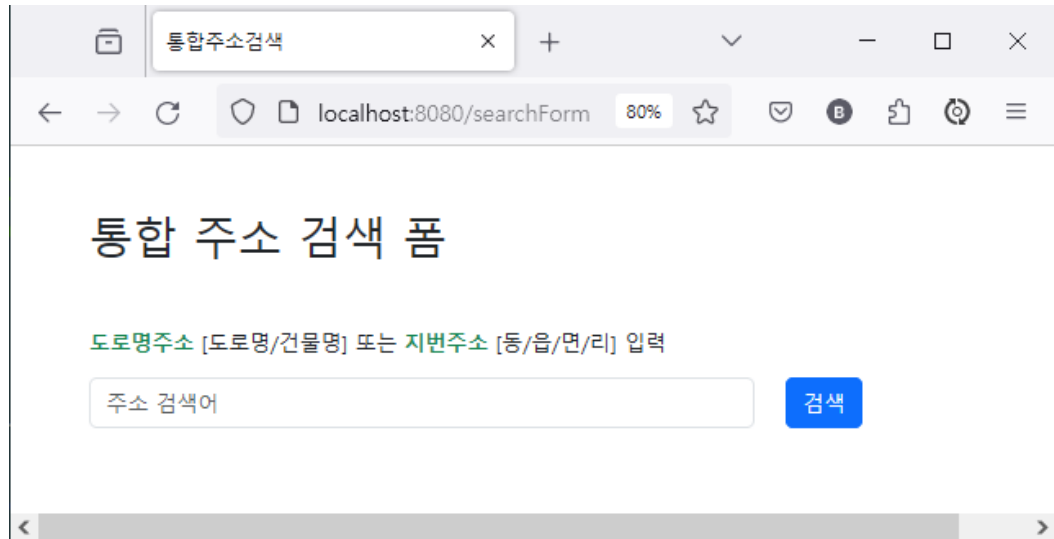 통합주소검색
localhost:8080/searchForm 80% B
통합 주소 검색 폼
도로명주소 [도로명/건물명] 또는 지번주소 [동/읍/면/리] 입력
주소 검색어 검색